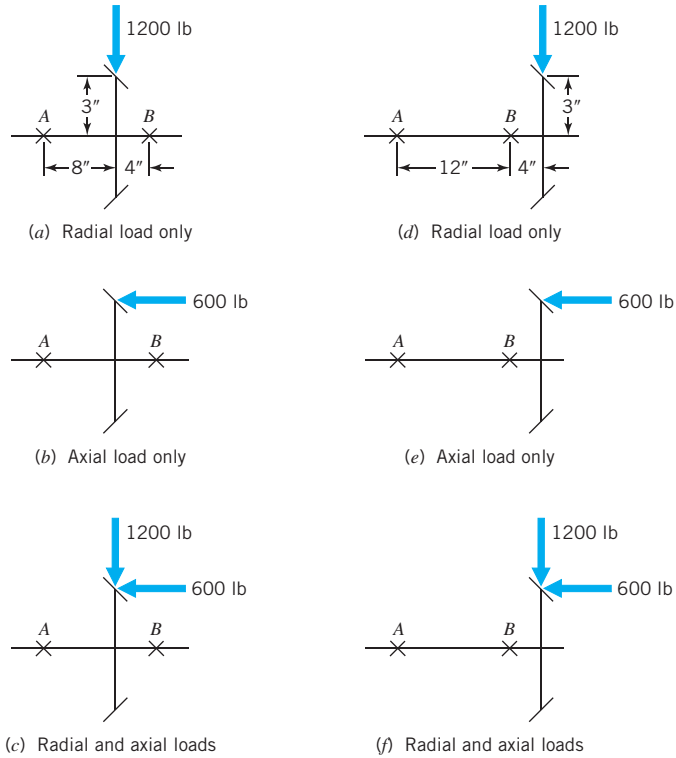 1200 lb
3″
A
B
8″
4″
(a) Radial load only
1200 lb
3″
A
B
12″
4″
(d) Radial load only
600 lb
A
B
(b) Axial load only
600 lb
A
B
(e) Axial load only
1200 lb
600 lb
A
B
(c) Radial and axial loads
1200 lb
600 lb
A
B
(f) Radial and axial loads